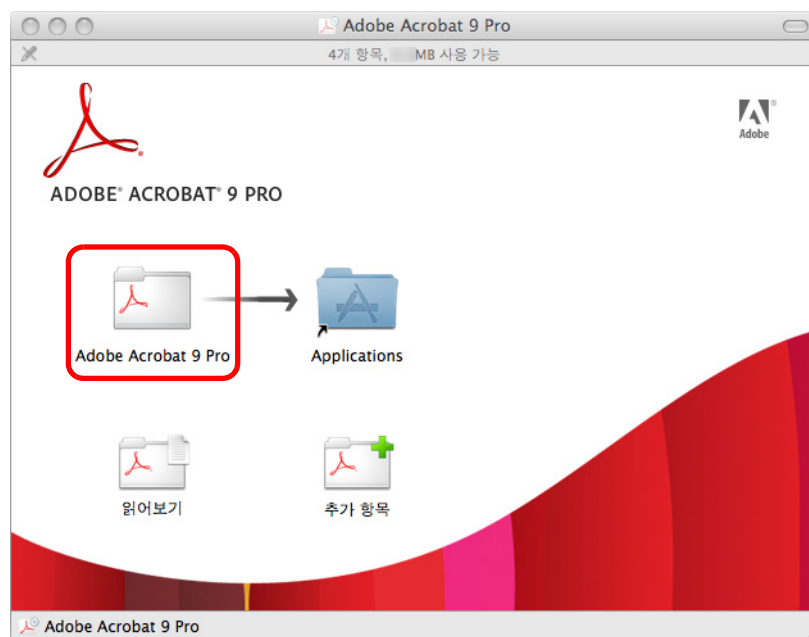 Adobe Acrobat 9 Pro
4개 항목, MB 사용 가능
Adobe
ADOBE® ACROBAT® 9 PRO
Adobe Acrobat 9 Pro
Applications
읽어보기
추가 항목
Adobe Acrobat 9 Pro